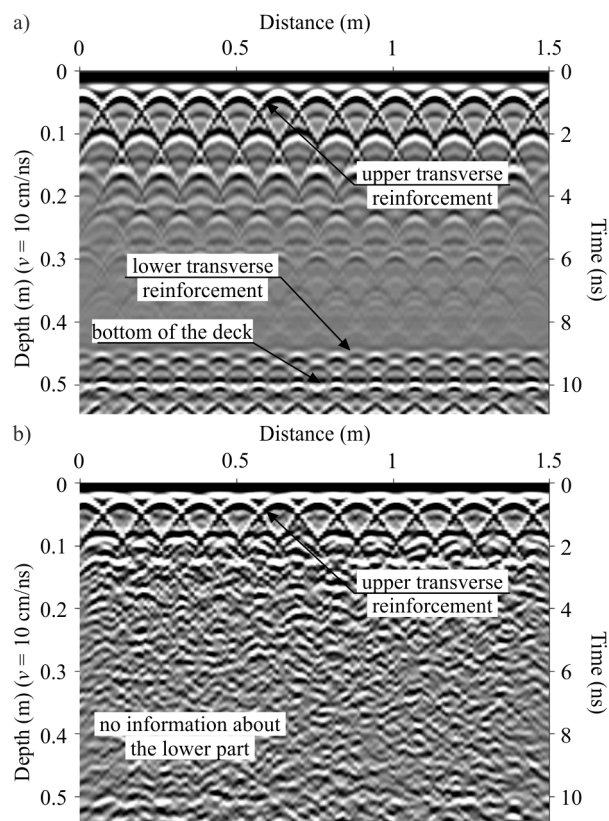 a)
Distance (m)
0 0.5 1 1.5
0 0
0.1 2
upper transverse
reinforcement
0.2 4
Depth (m) (v = 10 cm/ns)
Time (ns)
0.3 6
lower transverse
reinforcement
0.4 8
bottom of the deck
0.5 10
b)
Distance (m)
0 0.5 1 1.5
0 0
0.1 2
upper transverse
reinforcement
0.2 4
Depth (m) (v = 10 cm/ns)
Time (ns)
0.3 6
no information about
the lower part
0.4 8
0.5 10